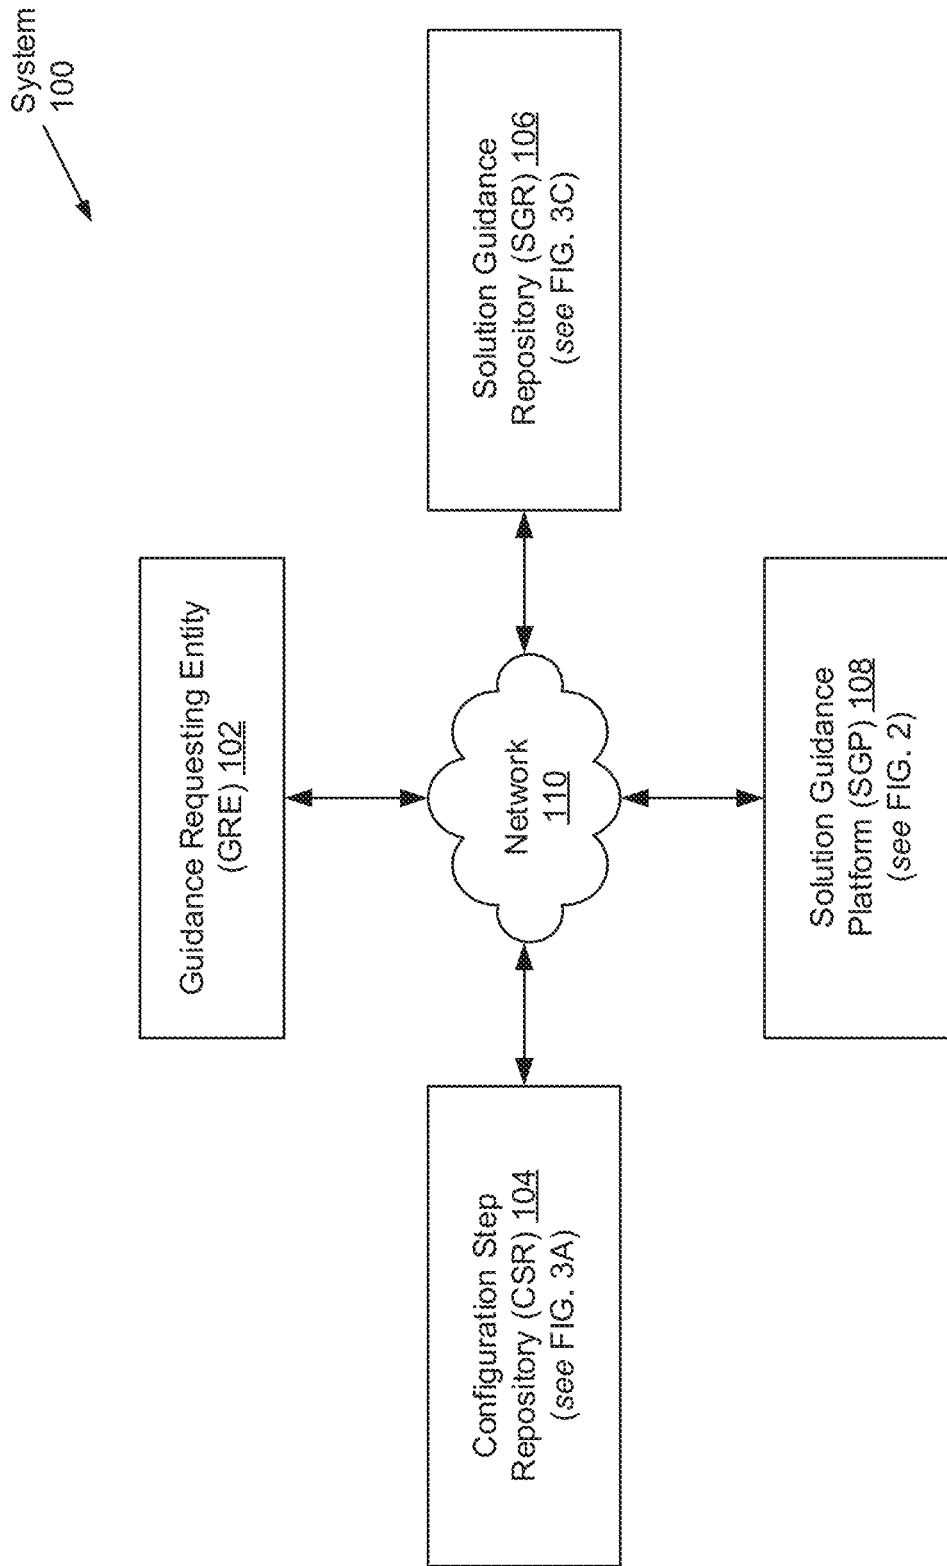 System
100
Guidance Requesting Entity
(GRE) 102
Configuration Step
Repository (CSR) 104
(see FIG. 3A)
Network
110
Solution Guidance
Repository (SGR) 106
(see FIG. 3C)
Solution Guidance
Platform (SGP) 108
(see FIG. 2)